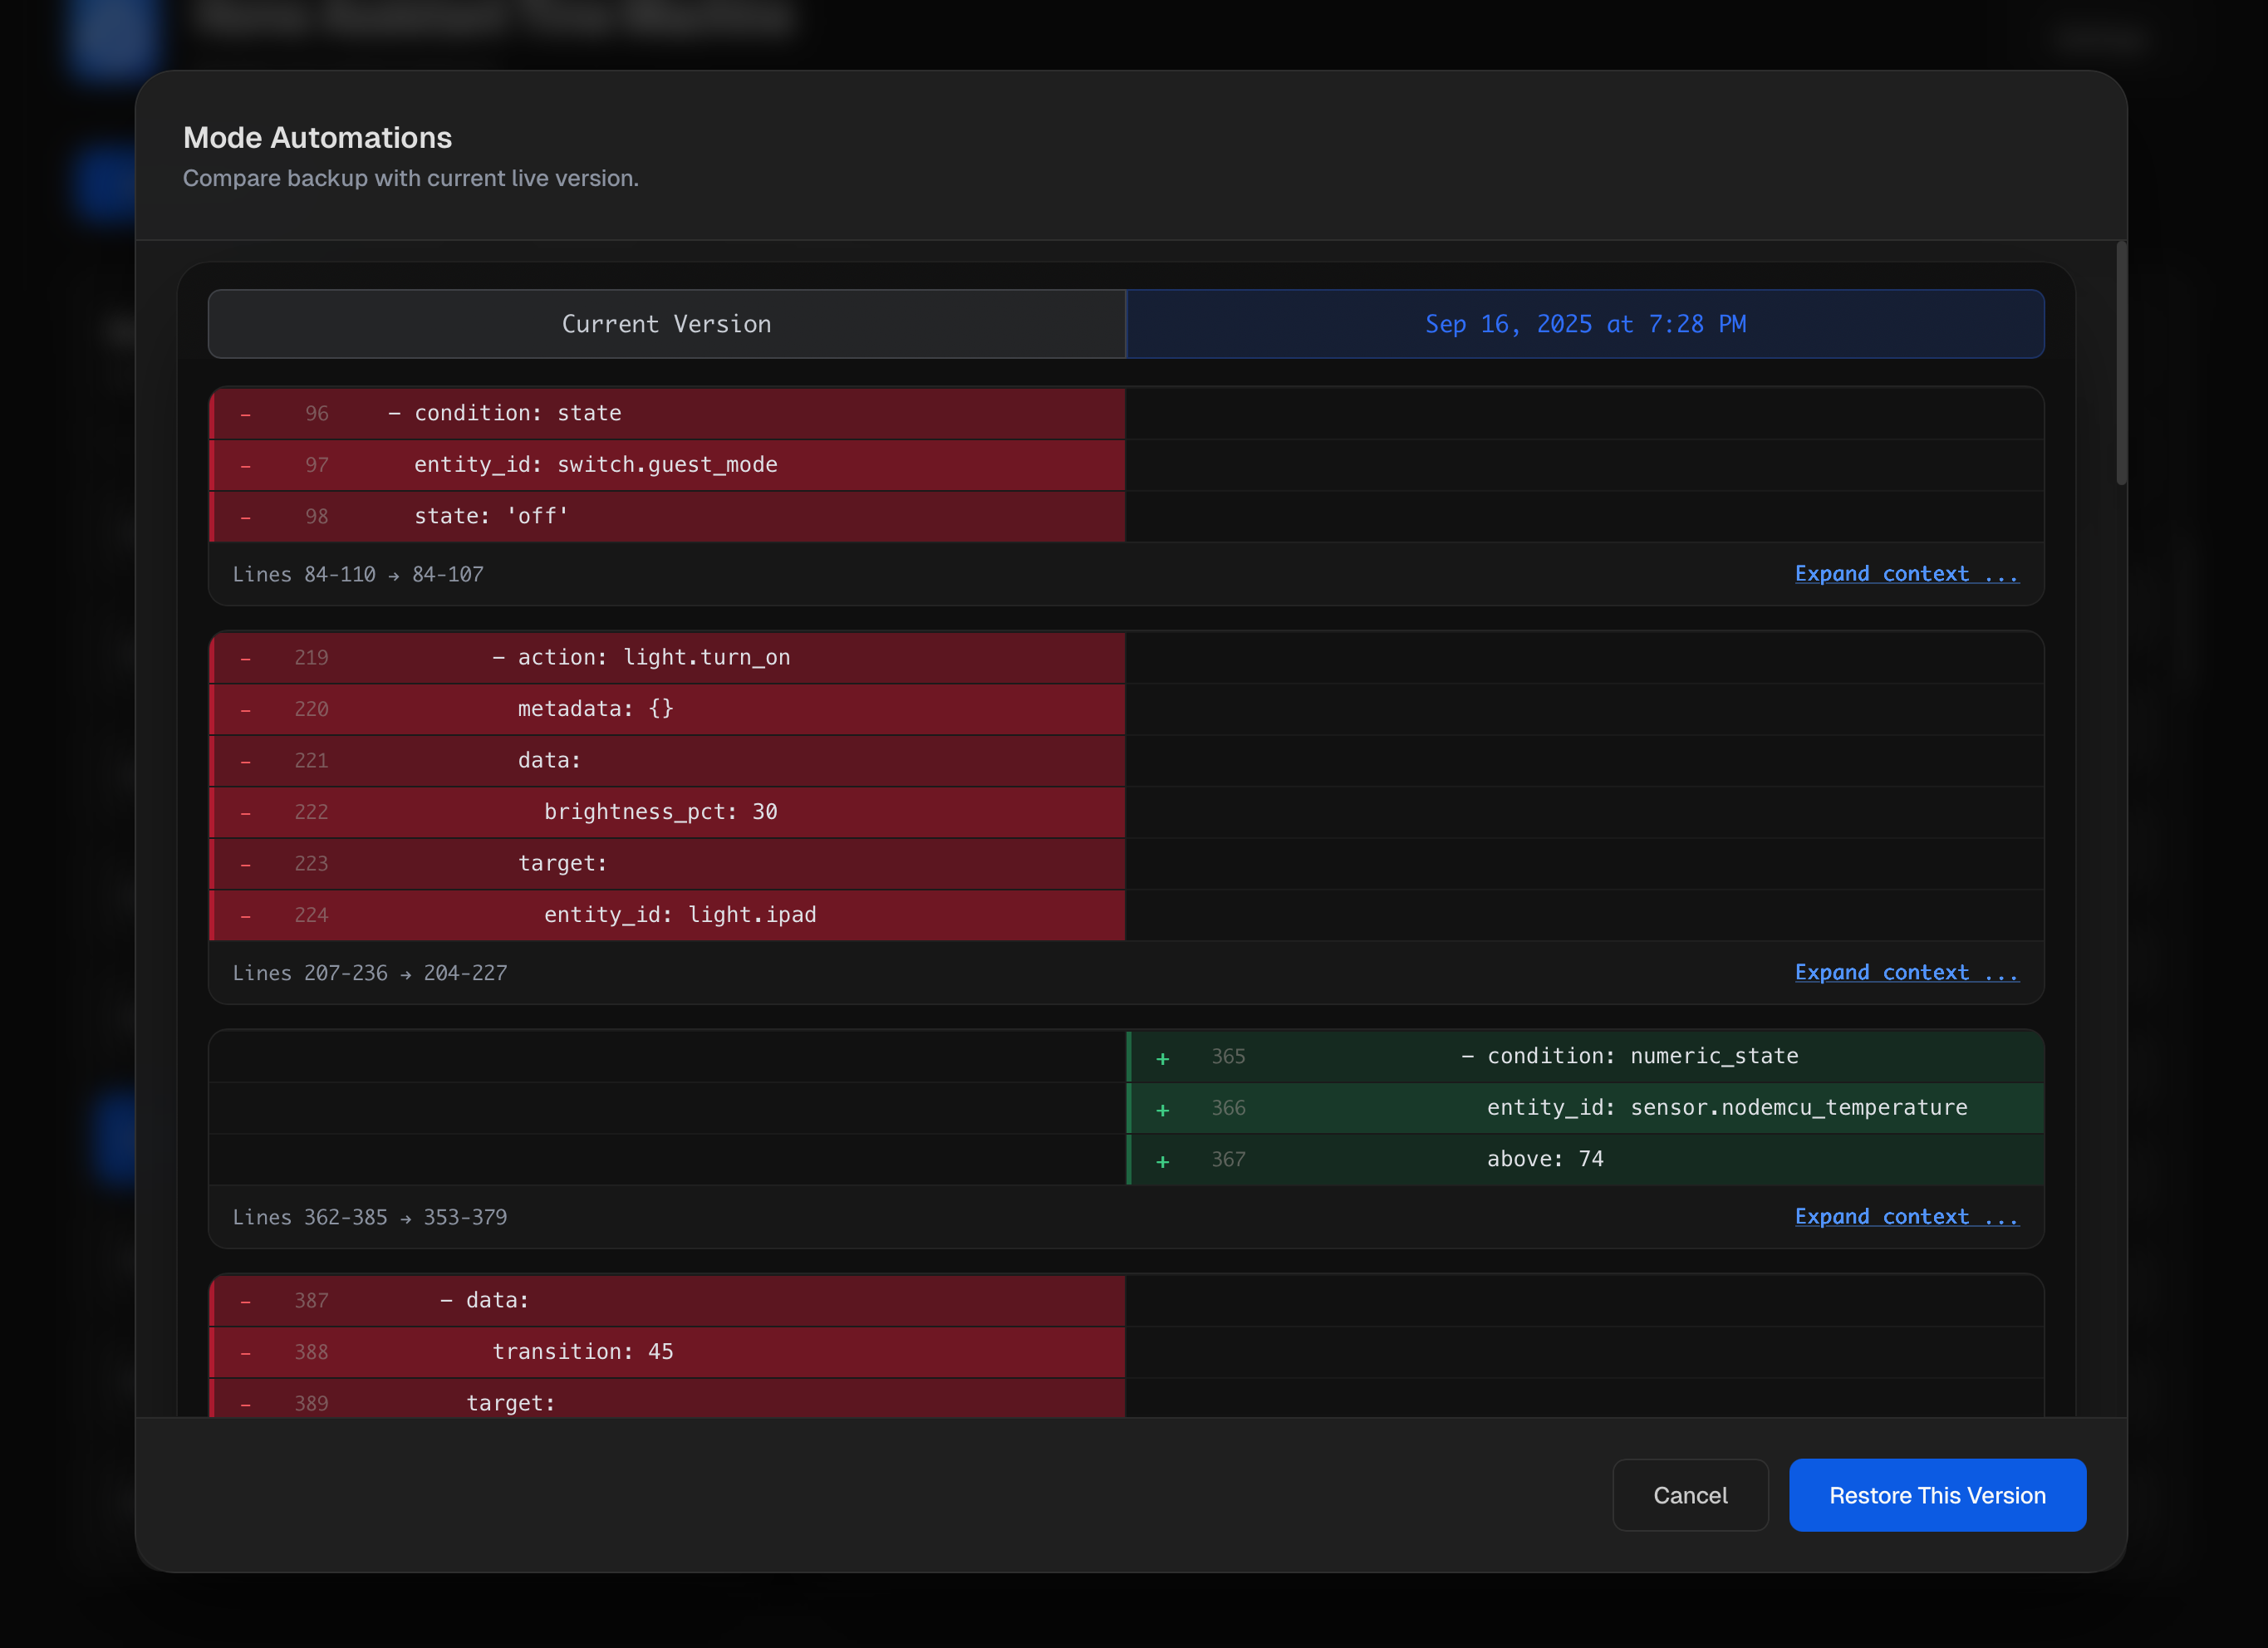 Mode Automations
Compare backup with current live version.
Current Version
Sep 16, 2025 at 7:28 PM
- 96 - condition: state
- 97 entity_id: switch.guest_mode
- 98 state: 'off'
Lines 84-110 → 84-107
Expand context ...
- 219 - action: light.turn_on
- 220 metadata: {}
- 221 data:
- 222 brightness_pct: 30
- 223 target:
- 224 entity_id: light.ipad
Lines 207-236 → 204-227
Expand context ...
+ 365 - condition: numeric_state
+ 366 entity_id: sensor.nodemcu_temperature
+ 367 above: 74
Lines 362-385 → 353-379
Expand context ...
- 387 - data:
- 388 transition: 45
- 389 target:
Cancel
Restore This Version